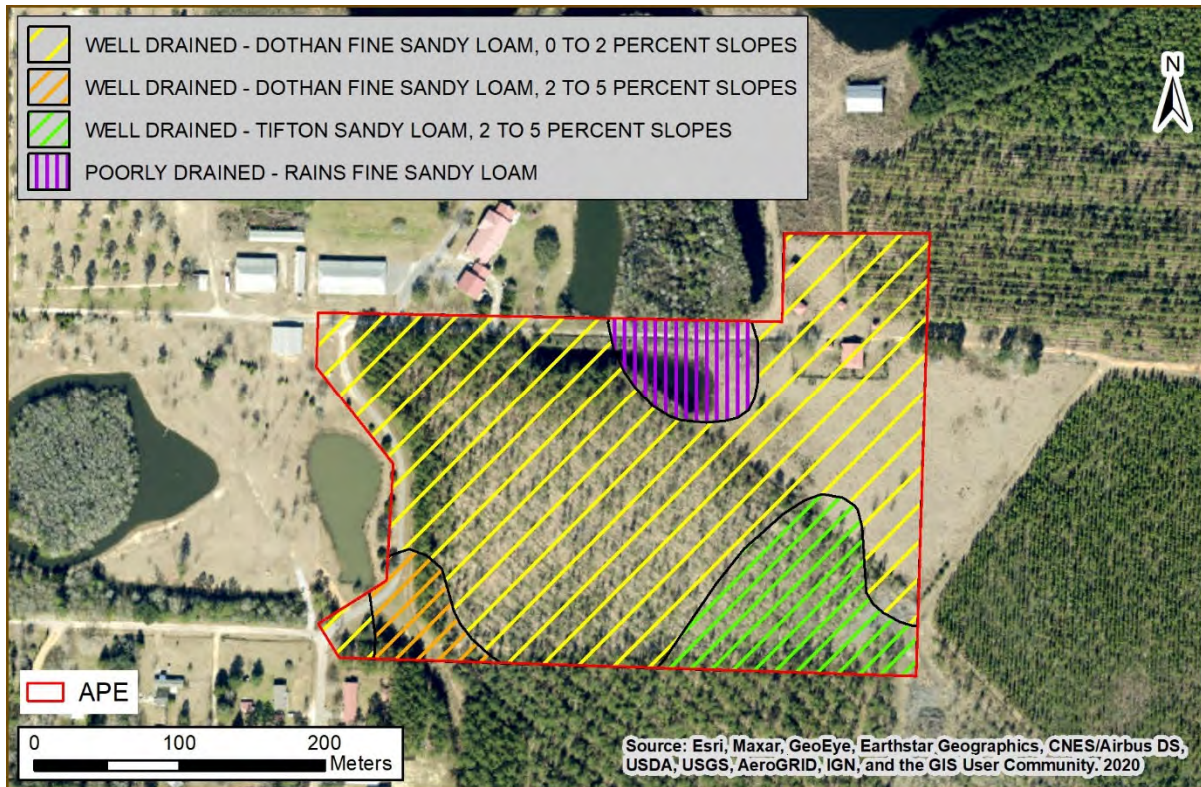 WELL DRAINED - DOTHAN FINE SANDY LOAM, 0 TO 2 PERCENT SLOPES
WELL DRAINED - DOTHAN FINE SANDY LOAM, 2 TO 5 PERCENT SLOPES
WELL DRAINED - TIFTON SANDY LOAM, 2 TO 5 PERCENT SLOPES
POORLY DRAINED - RAINS FINE SANDY LOAM
N
APE
0 100 200
Meters
Source: Esri, Maxar, GeoEye, Earthstar Geographics, CNES/Airbus DS,
USDA, USGS, AeroGRID, IGN, and the GIS User Community. 2020